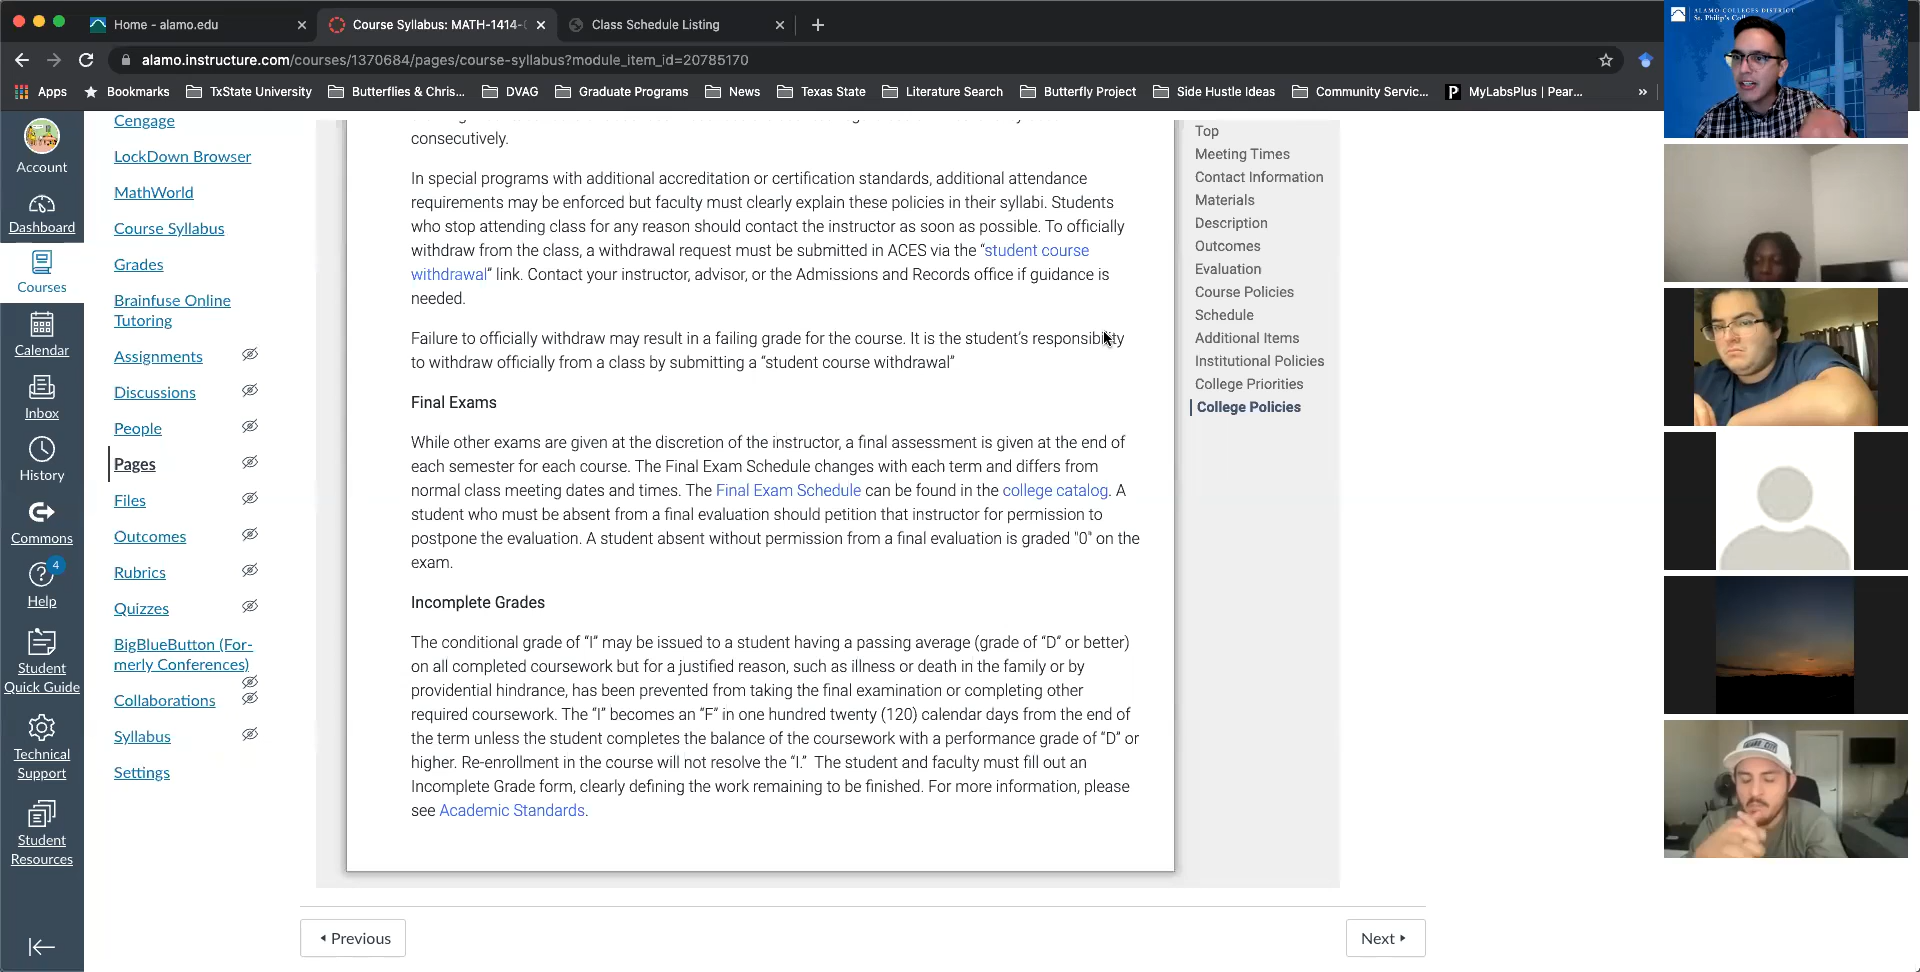 Home - alamo.edu
Course Syllabus: MATH-1414-
Class Schedule Listing
alamo.instructure.com/courses/1370684/pages/course-syllabus?module_item_id=20785170
Apps
Bookmarks
TxState University
Butterflies & Chris...
DVAG
Graduate Programs
News
Texas State
Literature Search
Butterfly Project
Side Hustle Ideas
Community Servic...
MyLabsPlus | Pear...
»
Account
Dashboard
Courses
Calendar
Inbox
History
Commons
4
Help
Student
Quick Guide
Technical
Support
Student
Resources
Cengage
LockDown Browser
MathWorld
Course Syllabus
Grades
Brainfuse Online
Tutoring
Assignments
Discussions
People
Pages
Files
Outcomes
Rubrics
Quizzes
BigBlueButton (For-
merly Conferences)
Collaborations
Syllabus
Settings
consecutively.
In special programs with additional accreditation or certification standards, additional attendance
requirements may be enforced but faculty must clearly explain these policies in their syllabi. Students
who stop attending class for any reason should contact the instructor as soon as possible. To officially
withdraw from the class, a withdrawal request must be submitted in ACES via the “student course
withdrawal” link. Contact your instructor, advisor, or the Admissions and Records office if guidance is
needed.
Failure to officially withdraw may result in a failing grade for the course. It is the student’s responsibility
to withdraw officially from a class by submitting a “student course withdrawal”
Final Exams
While other exams are given at the discretion of the instructor, a final assessment is given at the end of
each semester for each course. The Final Exam Schedule changes with each term and differs from
normal class meeting dates and times. The Final Exam Schedule can be found in the college catalog. A
student who must be absent from a final evaluation should petition that instructor for permission to
postpone the evaluation. A student absent without permission from a final evaluation is graded "0" on the
exam.
Incomplete Grades
The conditional grade of “I” may be issued to a student having a passing average (grade of “D” or better)
on all completed coursework but for a justified reason, such as illness or death in the family or by
providential hindrance, has been prevented from taking the final examination or completing other
required coursework. The “I” becomes an “F” in one hundred twenty (120) calendar days from the end of
the term unless the student completes the balance of the coursework with a performance grade of “D” or
higher. Re-enrollment in the course will not resolve the “I.” The student and faculty must fill out an
Incomplete Grade form, clearly defining the work remaining to be finished. For more information, please
see Academic Standards.
Previous
Next
Top
Meeting Times
Contact Information
Materials
Description
Outcomes
Evaluation
Course Policies
Schedule
Additional Items
Institutional Policies
College Priorities
College Policies
ALAMO COLLEGES DISTRICT
St. Philip's